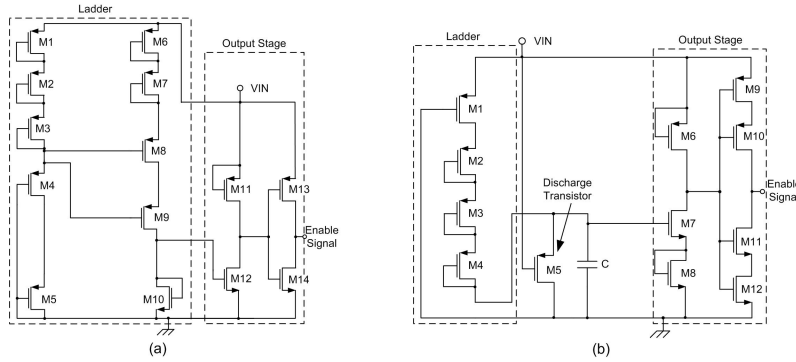 Ladder
M1
M6
Output Stage
M2
M7
VIN
M3
M8
M4
M11
M13
M9
Enable
Signal
M12
M14
M5
M10
(a)
Ladder
VIN
Output Stage
M1
M9
M6
M10
M2
Discharge
Transistor
Enable
Signal
M3
M7
M11
M4
M5
C
M8
M12
(b)